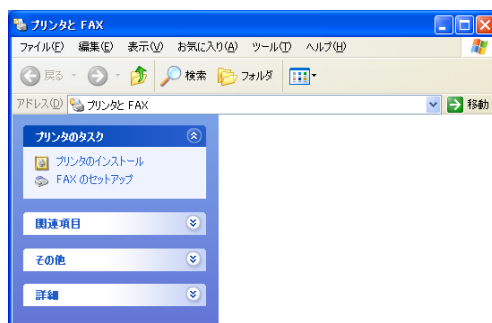 プリンタと FAX
ファイル(F) 編集(E) 表示(V) お気に入り(A) ツール(T) ヘルプ(H)
戻る 検索 フォルダ
アドレス(D) プリンタと FAX 移動
プリンタのタスク
プリンタのインストール
FAX のセットアップ
関連項目
その他
詳細